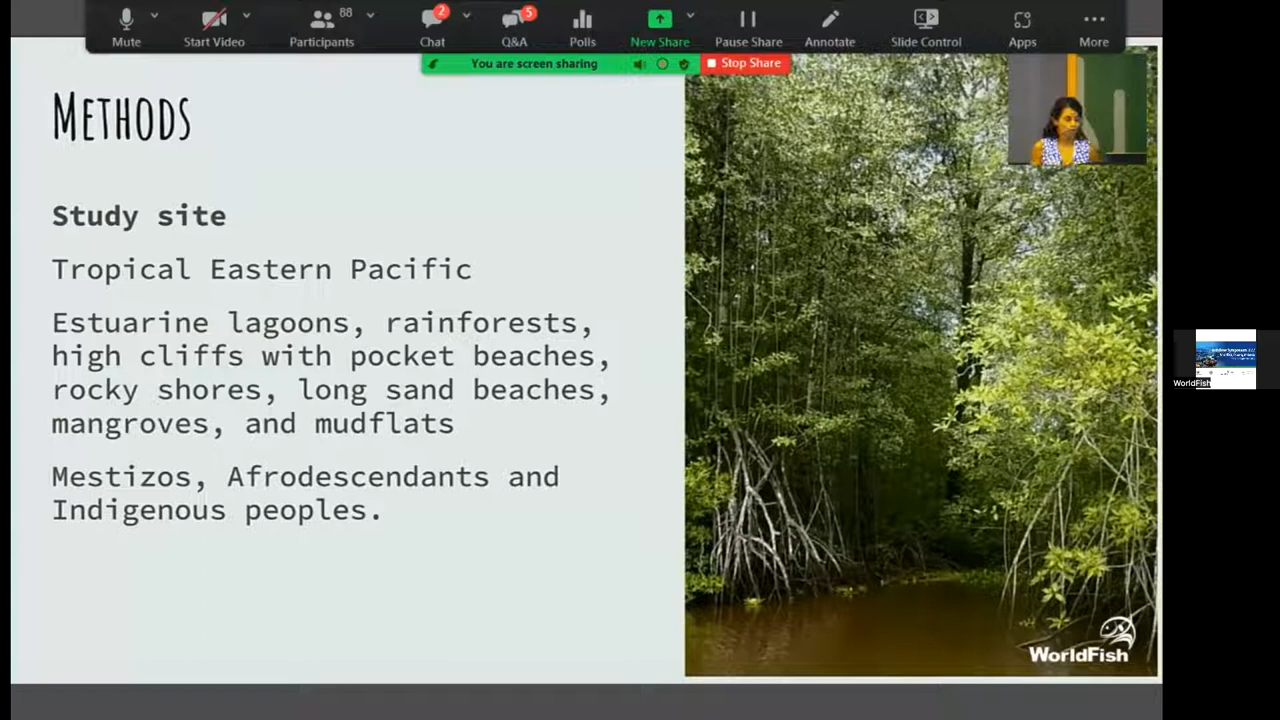 88
2
5
Mute
Start Video
Participants
Chat
Q&A
Polls
New Share
Pause Share
Annotate
Slide Control
Apps
More
You are screen sharing
Stop Share
METHODS
Study site
Tropical Eastern Pacific
Estuarine lagoons, rainforests,
high cliffs with pocket beaches,
rocky shores, long sand beaches,
mangroves, and mudflats
Mestizos, Afrodescendants and
Indigenous peoples.
WorldFish
WorldFish